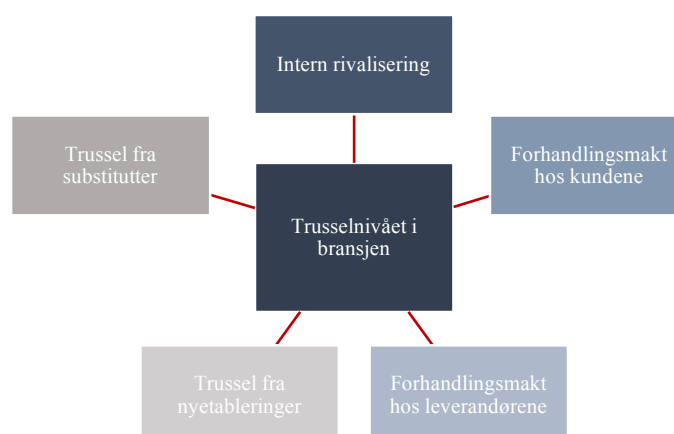 Intern rivalisering
Trussel fra
substitutter
Forhandlingsmakt
hos kundene
Trusselnivået i
bransjen
Trussel fra
nyetableringer
Forhandlingsmakt
hos leverandørene